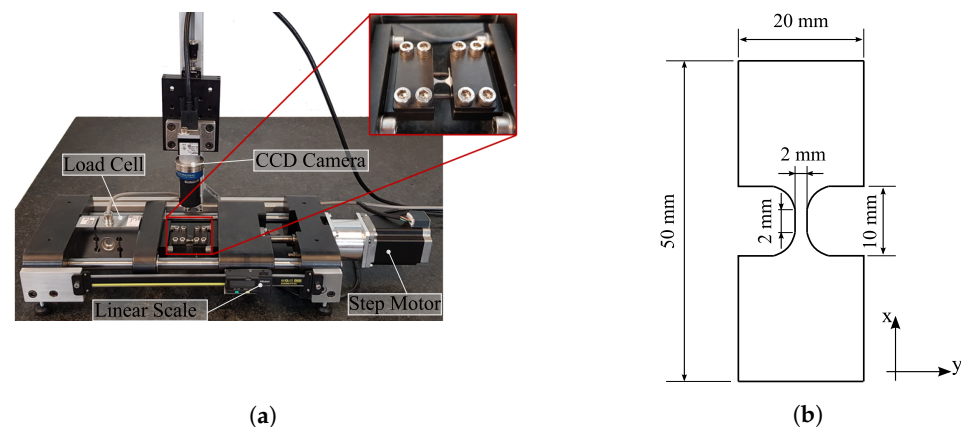 Load Cell
CCD Camera
Linear Scale
Step Motor
(a)
20 mm
50 mm
2 mm
2 mm
10 mm
x
y
(b)